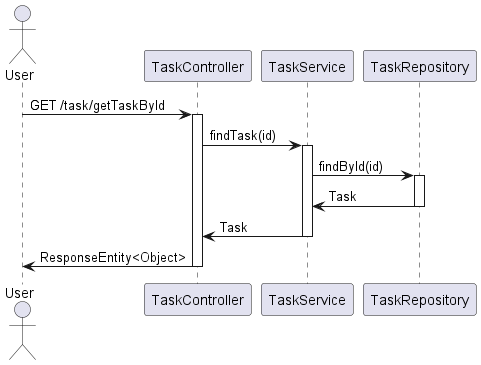 User
TaskController
TaskService
TaskRepository
GET /task/getTaskById
findTask(id)
findById(id)
Task
Task
ResponseEntity<Object>
User
TaskController
TaskService
TaskRepository